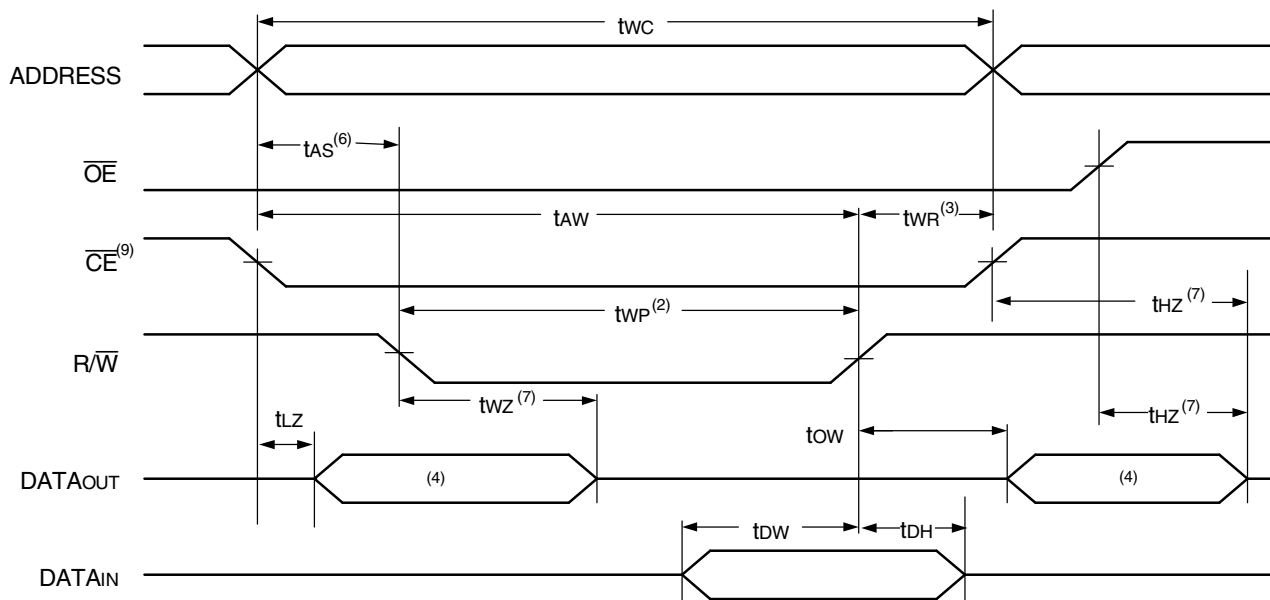 tWC
ADDRESS
tAS(6)
OE
tAW
tWR(3)
CE(9)
tWP(2)
tHZ(7)
R/W
tWZ(7)
tLZ
tHZ(7)
tOW
DATAOUT
(4)
(4)
tDW
tDH
DATAIN